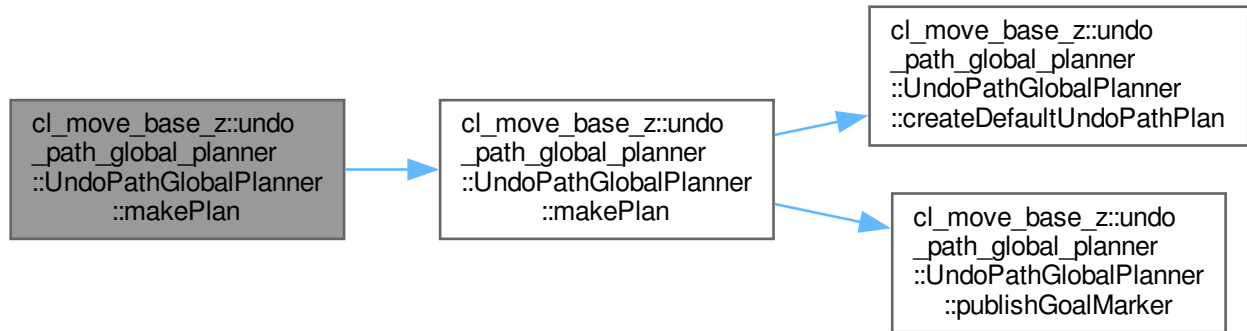 cl_move_base_z::undo
_path_global_planner
::UndoPathGlobalPlanner
::makePlan
cl_move_base_z::undo
_path_global_planner
::UndoPathGlobalPlanner
::makePlan
cl_move_base_z::undo
_path_global_planner
::UndoPathGlobalPlanner
::createDefaultUndoPathPlan
cl_move_base_z::undo
_path_global_planner
::UndoPathGlobalPlanner
::publishGoalMarker